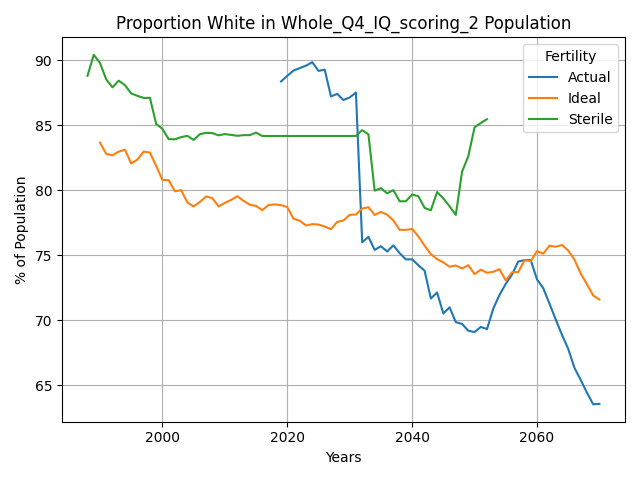 Proportion White in Whole_Q4_IQ_scoring_2 Population
Fertility
Actual
Ideal
Sterile
% of Population
90
85
80
75
70
65
2000
2020
2040
2060
Years